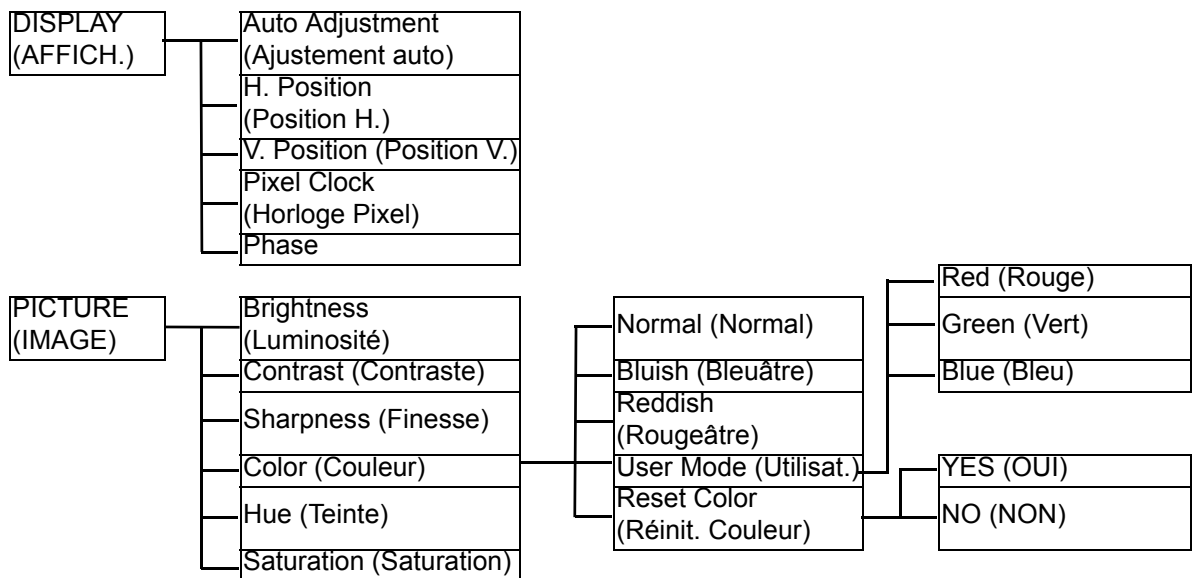 DISPLAY
(AFFICH.)
Auto Adjustment
(Ajustement auto)
H. Position
(Position H.)
V. Position (Position V.)
Pixel Clock
(Horloge Pixel)
Phase
PICTURE
(IMAGE)
Brightness
(Luminosité)
Contrast (Contraste)
Sharpness (Finesse)
Color (Couleur)
Hue (Teinte)
Saturation (Saturation)
Normal (Normal)
Bluish (Bleuâtre)
Reddish
(Rougeâtre)
User Mode (Utilisat.)
Reset Color
(Réinit. Couleur)
Red (Rouge)
Green (Vert)
Blue (Bleu)
YES (OUI)
NO (NON)